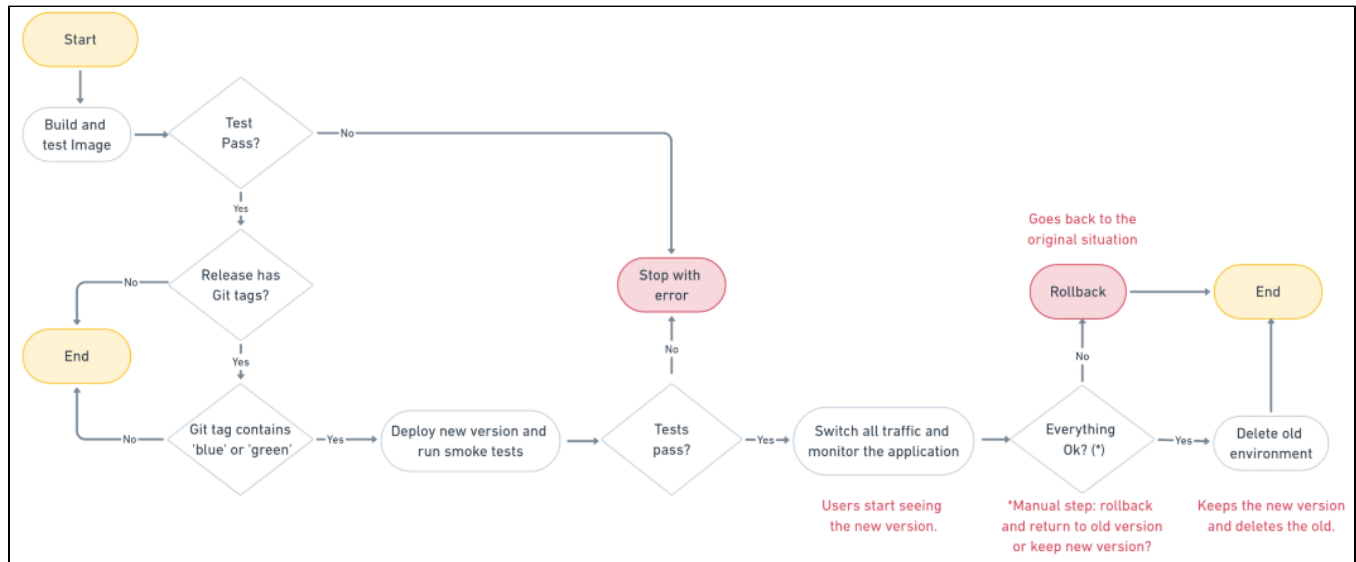 Start
Build and
test Image
Test
Pass?
No
Yes
Release has
Git tags?
No
End
Yes
Git tag contains
'blue' or 'green'
No
Yes
Deploy new version and
run smoke tests
Tests
pass?
No
Stop with
error
Yes
Switch all traffic and
monitor the application
Users start seeing
the new version.
Everything
Ok? (*)
*Manual step: rollback
and return to old version
or keep new version?
No
Rollback
Goes back to the
original situation
Yes
Delete old
environment
Keeps the new version
and deletes the old.
End